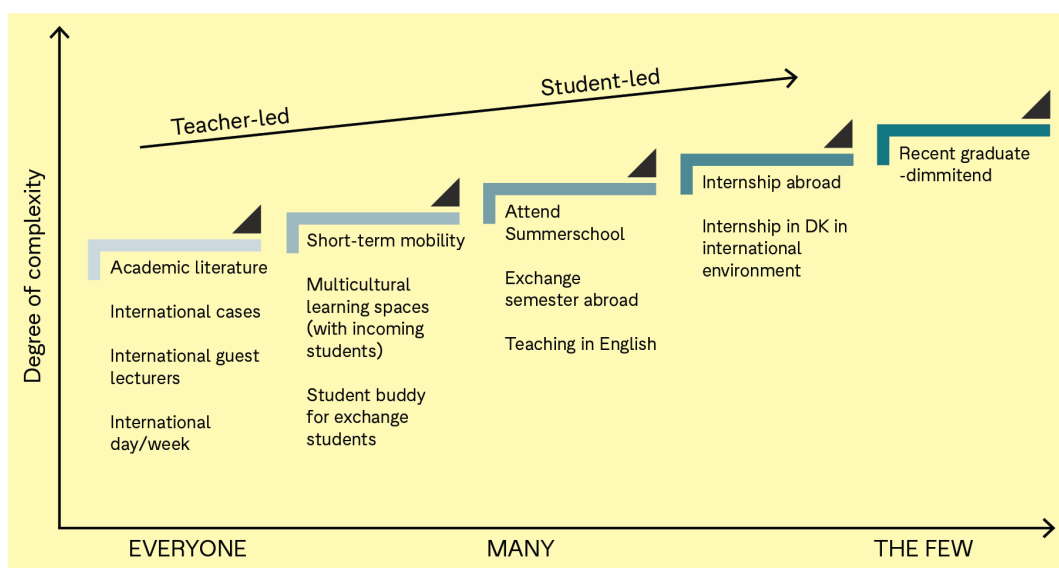 Teacher-led
Student-led
Degree of complexity
Academic literature
International cases
International guest
lecturers
International
day/week
Short-term mobility
Multicultural
learning spaces
(with incoming
students)
Student buddy
for exchange
students
Attend
Summerschool
Exchange
semester abroad
Teaching in English
Internship abroad
Internship in DK in
international
environment
Recent graduate
-dimmitend
EVERYONE
MANY
THE FEW